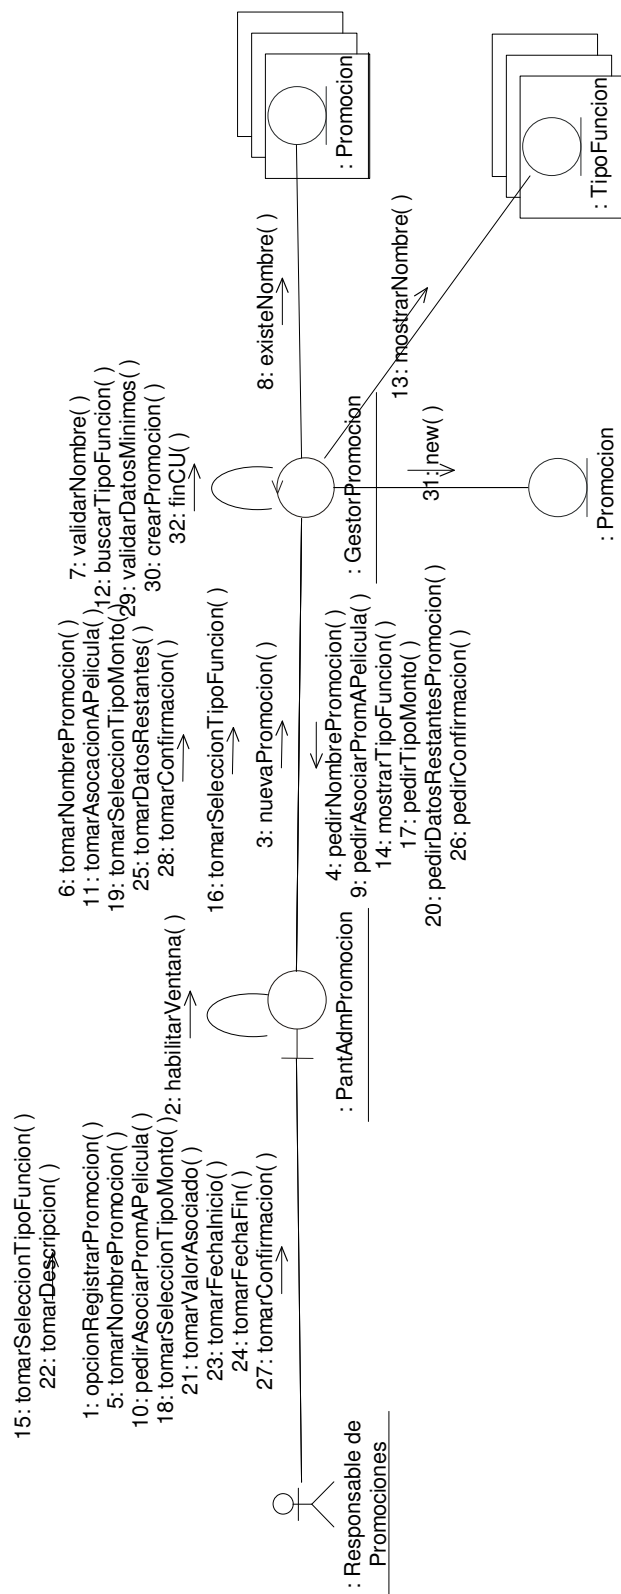 15: tomarSeleccionTipoFuncion( )
22: tomarDescripcion( )
1: opcionRegistrarPromocion( )
5: tomarNombrePromocion( )
10: pedirAsociarPromAPelicula( )
18: tomarSeleccionTipoMonto( )
21: tomarValorAsociado( )
23: tomarFechaInicio( )
24: tomarFechaFin( )
27: tomarConfirmacion( )
: Responsable de
Promociones
2: habilitarVentana( )
: PantAdmPromocion
6: tomarNombrePromocion( )
11: tomarAsocacionAPelicula( )
19: tomarSeleccionTipoMonto( )
25: tomarDatosRestantes( )
28: tomarConfirmacion( )
16: tomarSeleccionTipoFuncion( )
3: nuevaPromocion( )
4: pedirNombrePromocion( )
9: pedirAsociarPromAPelicula( )
14: mostrarTipoFuncion( )
17: pedirTipoMonto( )
20: pedirDatosRestantesPromocion( )
26: pedirConfirmacion( )
7: validarNombre( )
12: buscarTipoFuncion( )
29: validarDatosMinimos( )
30: crearPromocion( )
32: finCU( )
: GestorPromocion
8: existeNombre( )
: Promocion
13: mostrarNombre( )
: TipoFuncion
31: new( )
: Promocion